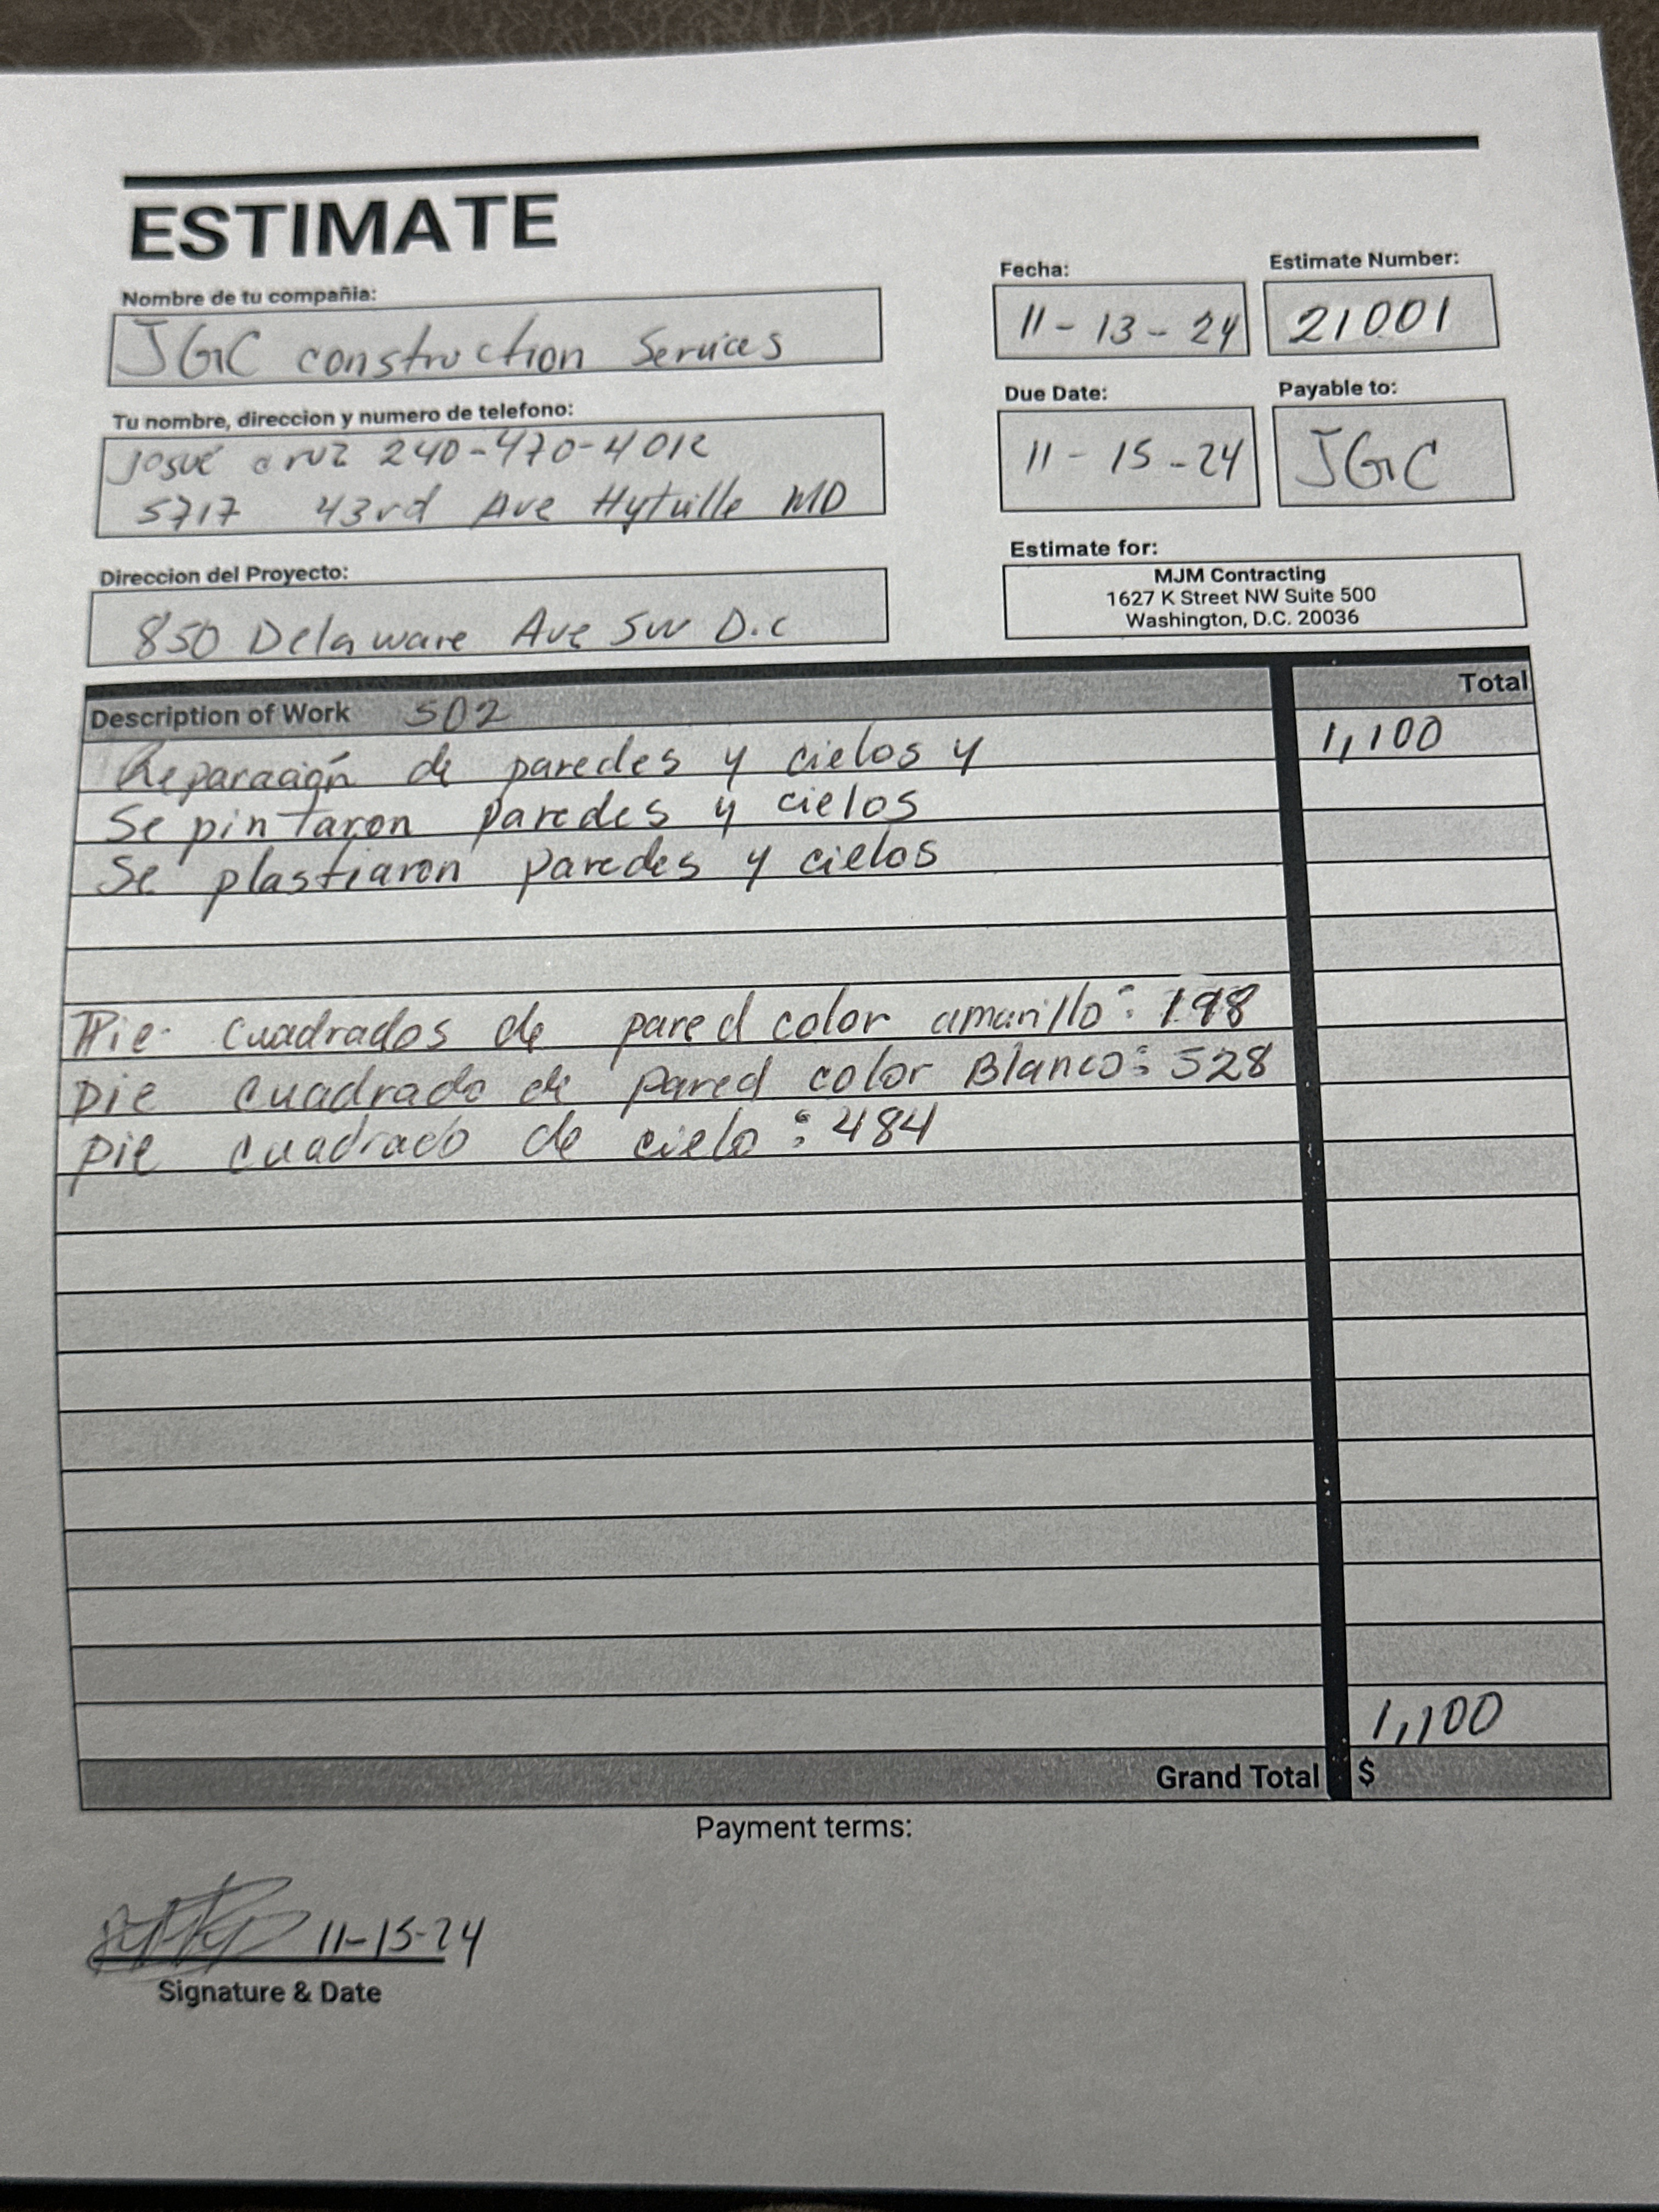 ESTIMATE
Nombre de tu compañia:
JGC construction Services
Fecha:
11-13-24
Estimate Number:
21001
Tu nombre, direccion y numero de telefono:
Josué cruz 240-470-4012
5717 43rd Ave Hytville MD
Due Date:
11-15-24
Payable to:
JGC
Direccion del Proyecto:
850 Delaware Ave SW D.C
Estimate for:
MJM Contracting
1627 K Street NW Suite 500
Washington, D.C. 20036
Description of Work 502 Total
Reparación de paredes y cielos y 1,100
Se pintaron paredes y cielos
Se plastiaron paredes y cielos
Pie cuadrados de pared color amarillo: 198
pie cuadrado de pared color Blanco: 528
pie cuadrado de cielo: 484
1,100
Grand Total $
Payment terms:
11-15-24
Signature & Date